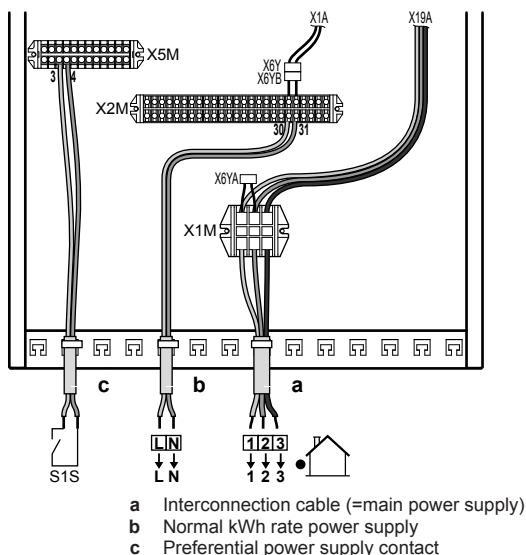 X1A X19A
X5M
3 4
X6Y
X6YB
X2M
30 31
X6YA
X1M
c b a
L N 1 2 3
S1S L N 1 2 3
a Interconnection cable (=main power supply)
b Normal kWh rate power supply
c Preferential power supply contact